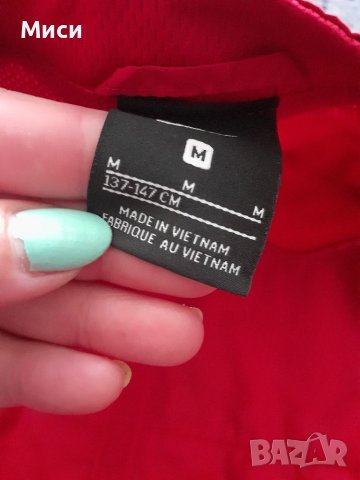 Миси
M
M
M
M
137-147 CM
MADE IN VIETNAM
FABRIQUE AU VIETNAM
BAZAR